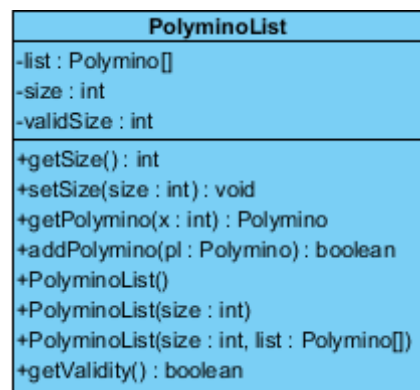 PolyminoList
-list : Polymino[]
-size : int
-validSize : int
+getSize() : int
+setSize(size : int) : void
+getPolymino(x : int) : Polymino
+addPolymino(pl : Polymino) : boolean
+PolyminoList()
+PolyminoList(size : int)
+PolyminoList(size : int, list : Polymino[])
+getValidity() : boolean